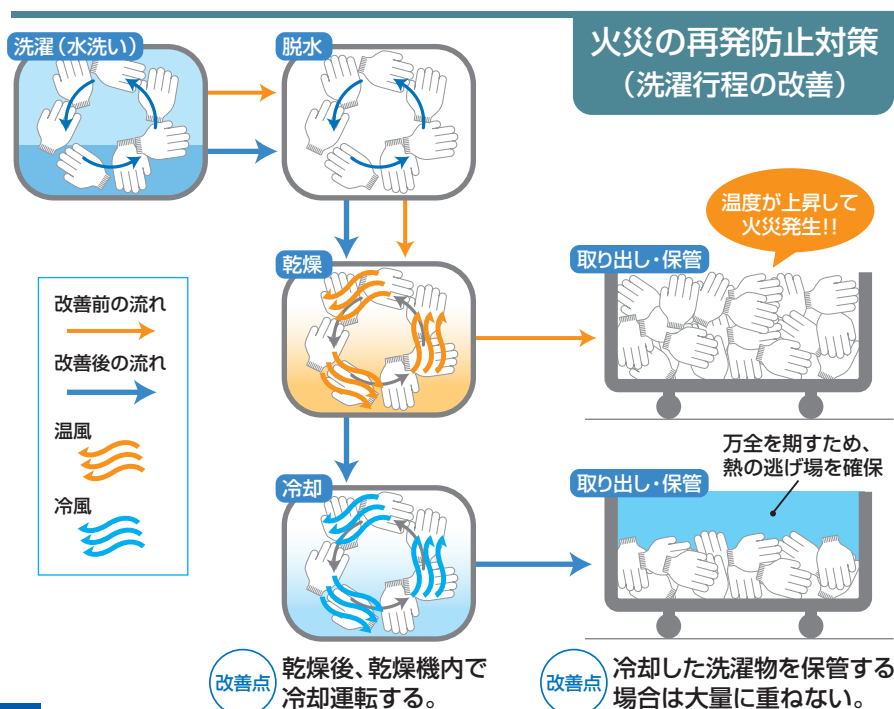 火災の再発防止対策
（洗濯行程の改善）
洗濯（水洗い）
脱水
乾燥
温度が上昇して
火災発生!!
取り出し・保管
改善前の流れ
改善後の流れ
温風
冷風
冷却
万全を期すため、
熱の逃げ場を確保
取り出し・保管
改善点
乾燥後、乾燥機内で
冷却運転する。
改善点
冷却した洗濯物を保管する
場合は大量に重ねない。